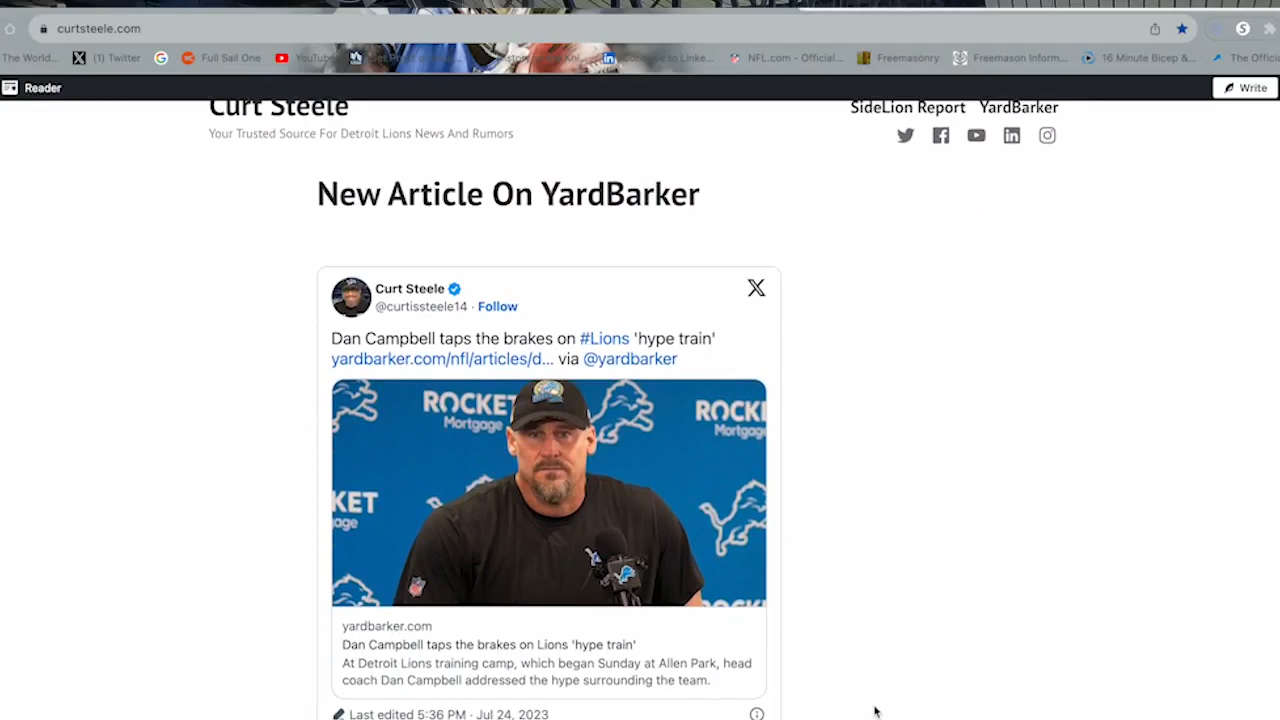 curtsteele.com
The World...
(1) Twitter
Full Sail One
YouTube
NFL.com - Official...
Freemasonry
Freemason Inform...
16 Minute Bicep &...
The Offici
Reader
Write
Curt Steele
SideLion Report YardBarker
Your Trusted Source For Detroit Lions News And Rumors
New Article On YardBarker
Curt Steele
@curtissteele14 · Follow
Dan Campbell taps the brakes on #Lions 'hype train'
yardbarker.com/nfl/articles/d... via @yardbarker
ROCKET
Mortgage
ROCK
Mortgag
KET
gage
yardbarker.com
Dan Campbell taps the brakes on Lions 'hype train'
At Detroit Lions training camp, which began Sunday at Allen Park, head
coach Dan Campbell addressed the hype surrounding the team.
Last edited 5:36 PM · Jul 24, 2023